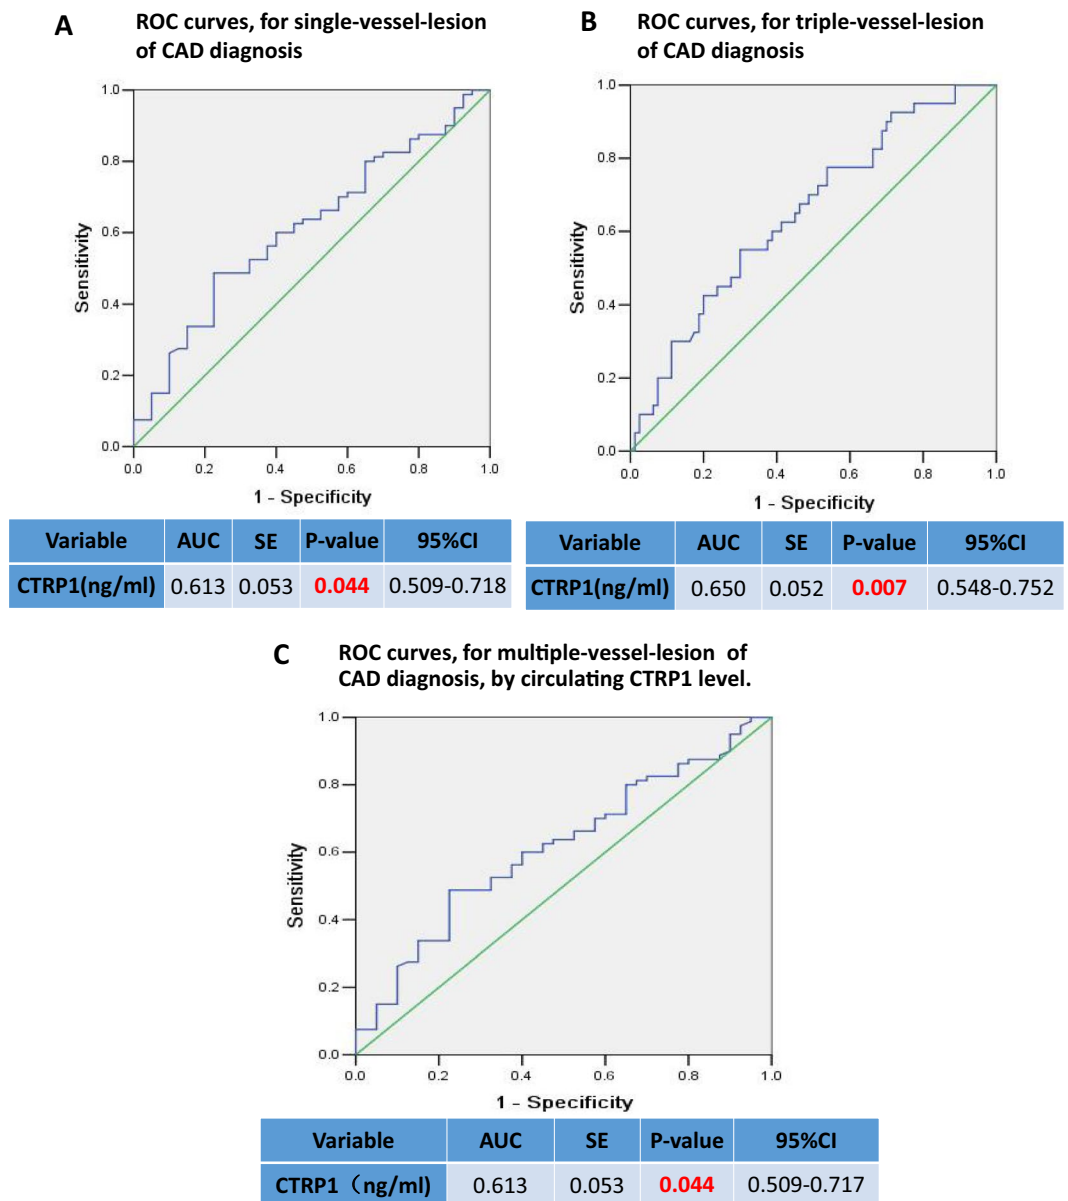 A
ROC curves, for single-vessel-lesion
of CAD diagnosis
1.0
0.8
0.6
0.4
0.2
0.0
Sensitivity
0.0 0.2 0.4 0.6 0.8 1.0
1 - Specificity
Variable AUC SE P-value 95%CI
CTRP1(ng/ml) 0.613 0.053 0.044 0.509-0.718
B
ROC curves, for triple-vessel-lesion
of CAD diagnosis
1.0
0.8
0.6
0.4
0.2
0.0
Sensitivity
0.0 0.2 0.4 0.6 0.8 1.0
1 - Specificity
Variable AUC SE P-value 95%CI
CTRP1(ng/ml) 0.650 0.052 0.007 0.548-0.752
C
ROC curves, for multiple-vessel-lesion of
CAD diagnosis, by circulating CTRP1 level.
1.0
0.8
0.6
0.4
0.2
0.0
Sensitivity
0.0 0.2 0.4 0.6 0.8 1.0
1 - Specificity
Variable AUC SE P-value 95%CI
CTRP1（ng/ml) 0.613 0.053 0.044 0.509-0.717